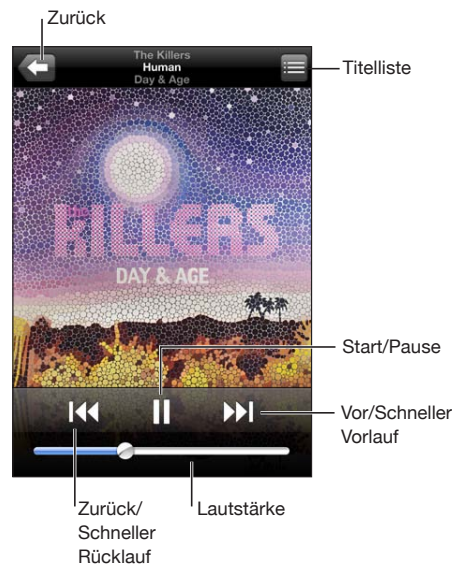 Zurück
The Killers
Human
Day & Age
Titelliste
The
KILLERS
DAY & AGE
Start/Pause
Vor/Schneller
Vorlauf
Zurück/
Schneller
Rücklauf
Lautstärke